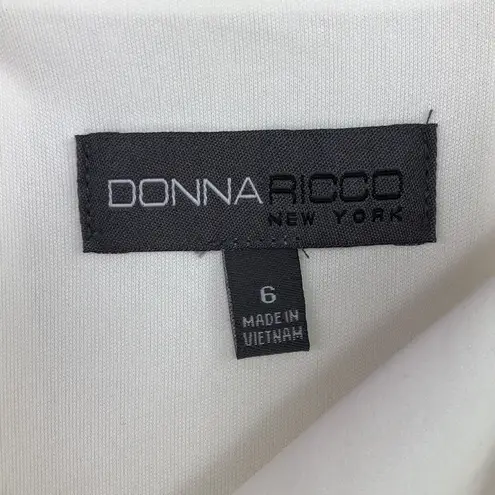 DONNA RICCO
NEW YORK
6
MADE IN
VIETNAM